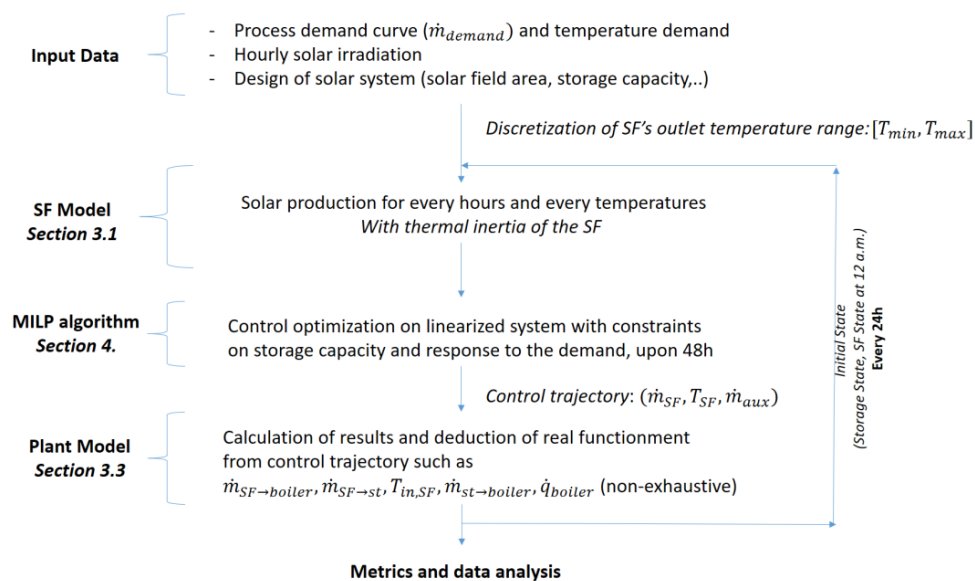 Input Data
- Process demand curve (ṁ_demand) and temperature demand
- Hourly solar irradiation
- Design of solar system (solar field area, storage capacity,..)
Discretization of SF's outlet temperature range: [T_min, T_max]
SF Model
Section 3.1
Solar production for every hours and every temperatures
With thermal inertia of the SF
MILP algorithm
Section 4.
Control optimization on linearized system with constraints
on storage capacity and response to the demand, upon 48h
Control trajectory: (ṁ_SF, T_SF, ṁ_aux)
Plant Model
Section 3.3
Calculation of results and deduction of real functionment
from control trajectory such as
ṁ_SF→boiler, ṁ_SF→st, T_in,SF, ṁ_st→boiler, q̇_boiler (non-exhaustive)
Initial State
(Storage State, SF State at 12 a.m.)
Every 24h
Metrics and data analysis